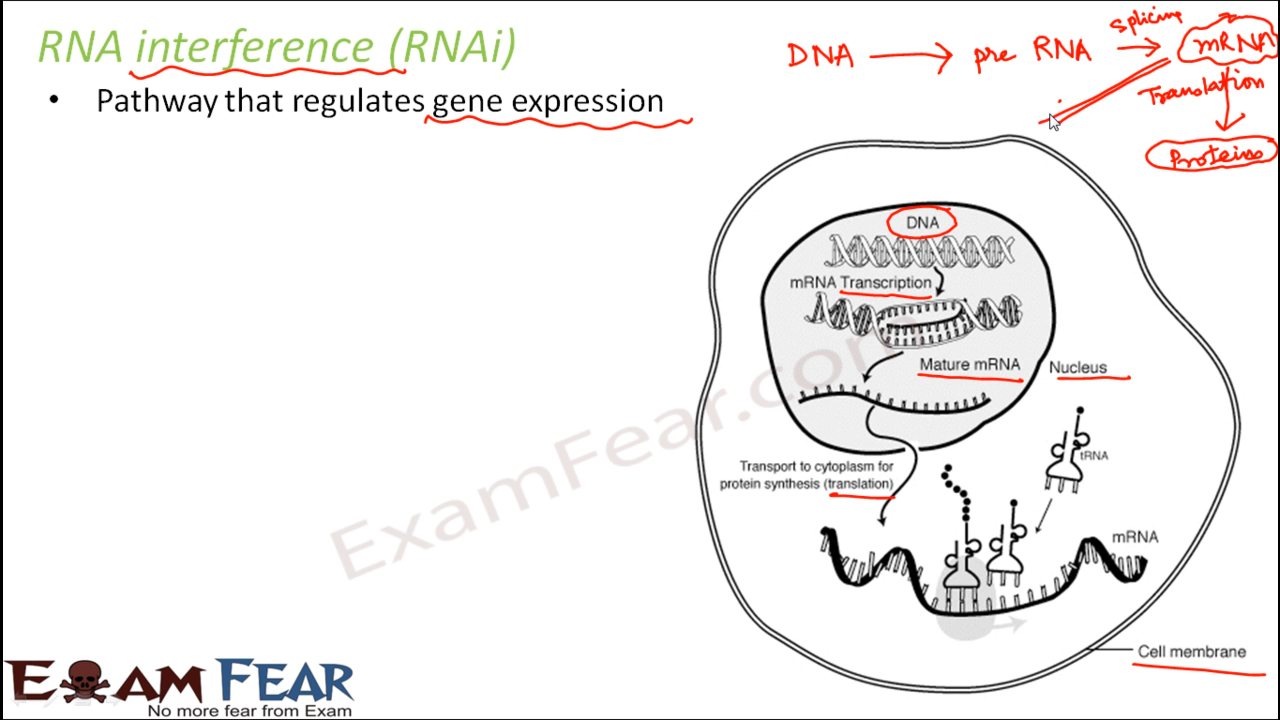 RNA interference (RNAi)
• Pathway that regulates gene expression
DNA → pre RNA → mRNA
splicing
Translation
Proteins
DNA
mRNA Transcription
Mature mRNA
Nucleus
tRNA
Transport to cytoplasm for
protein synthesis (translation)
mRNA
Cell membrane
ExamFear.com
EXAM FEAR
No more fear from Exam